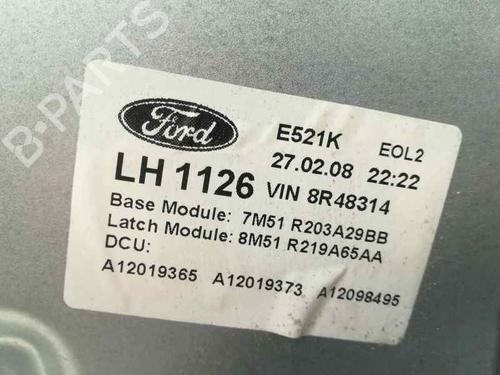 B-PARTS
Ford
E521K EOL2
27.02.08 22:22
LH 1126 VIN 8R48314
Base Module: 7M51 R203A29BB
Latch Module: 8M51 R219A65AA
DCU:
A12019365 A12019373 A12098495